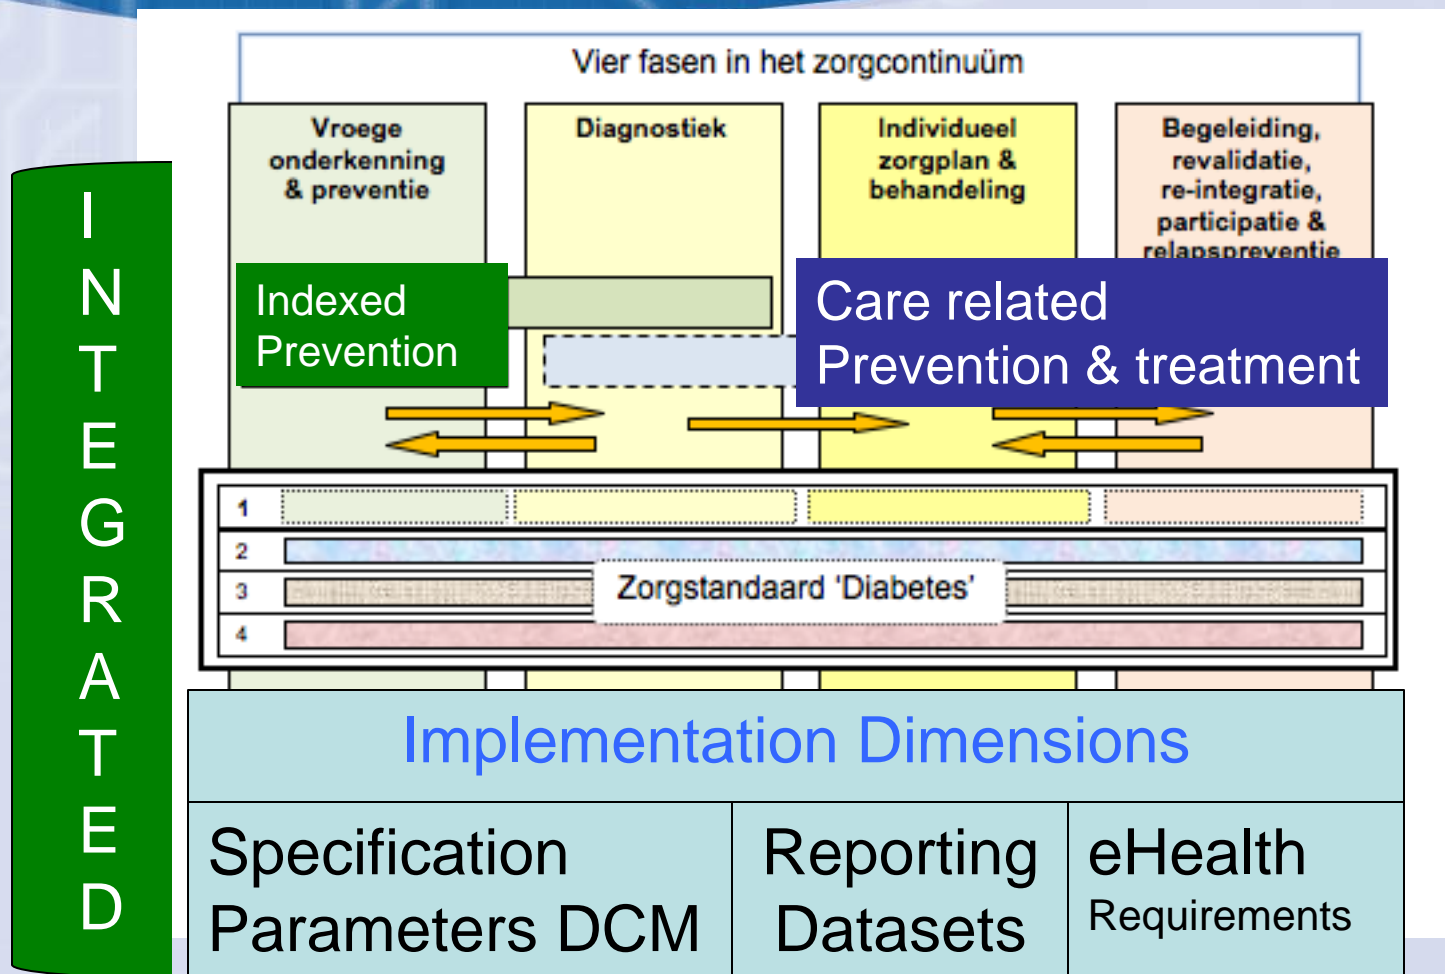 Vier fasen in het zorgcontinuüm
Vroege
onderkenning
& preventie
Diagnostiek
Individueel
zorgplan &
behandeling
Begeleiding,
revalidatie,
re-integratie,
participatie &
relapspreventie
I
N
T
E
G
R
A
T
E
D
Indexed
Prevention
Care related
Prevention & treatment
1
2
3
4
Zorgstandaard 'Diabetes'
Implementation Dimensions
Specification
Parameters DCM
Reporting
Datasets
eHealth
Requirements